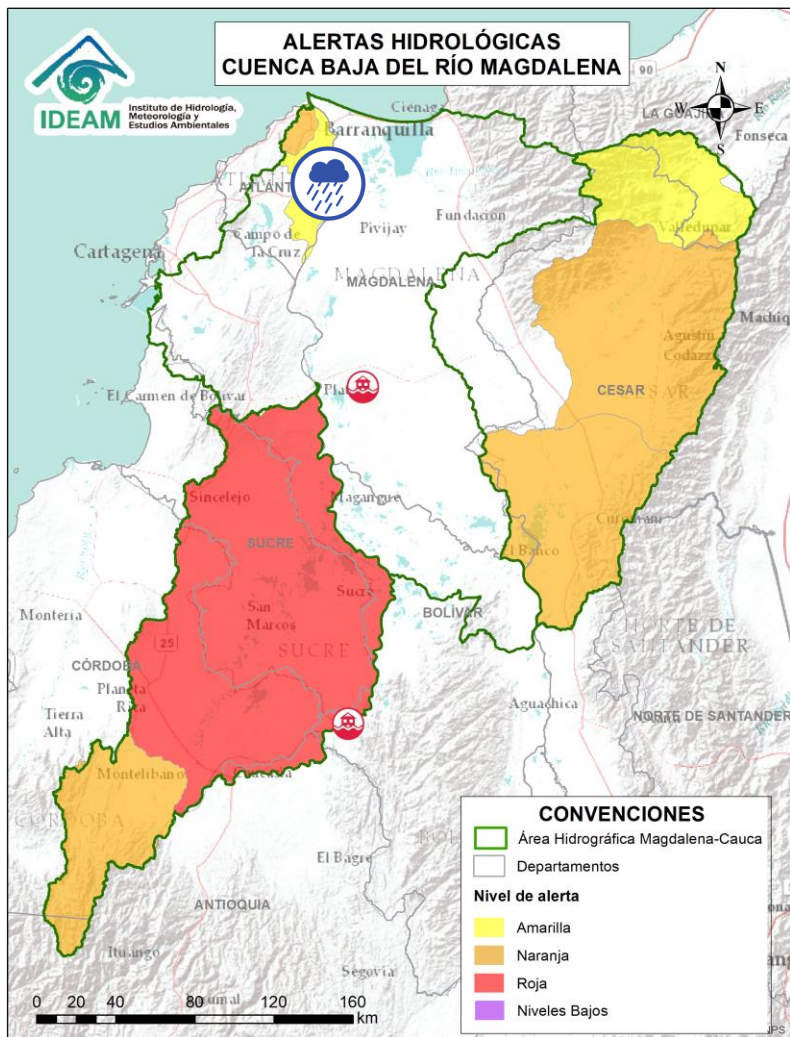 ALERTAS HIDROLÓGICAS
CUENCA BAJA DEL RÍO MAGDALENA
IDEAM
Instituto de Hidrología,
Meteorología y
Estudios Ambientales
N
W E
S
90
LA GUAJIRA
Ciénaga
Fonseca
Barranquilla
Pivijay
Fundación
Valledupar
Campo de
la Cruz
Cartagena
MAGDALENA
MAGDALENA
Agustín
Codazzi
CESAR
El Carmen de Bolívar
Sincelejo
Magangué
Curumaní
SUCRE
El Banco
Sucre
BOLÍVAR
San
Marcos
Montería
SUCRE
NORTE DE
SANTANDER
25
CÓRDOBA
Planeta
Rica
Aguachica
Tierra
Alta
NORTE DE SANTANDER
Montelíbano
CÓRDOBA
El Bagre
ANTIOQUIA
Ituango
Segovia
0 20 40 80 120 160
km
CONVENCIONES
Área Hidrográfica Magdalena-Cauca
Departamentos
Nivel de alerta
Amarilla
Naranja
Roja
Niveles Bajos